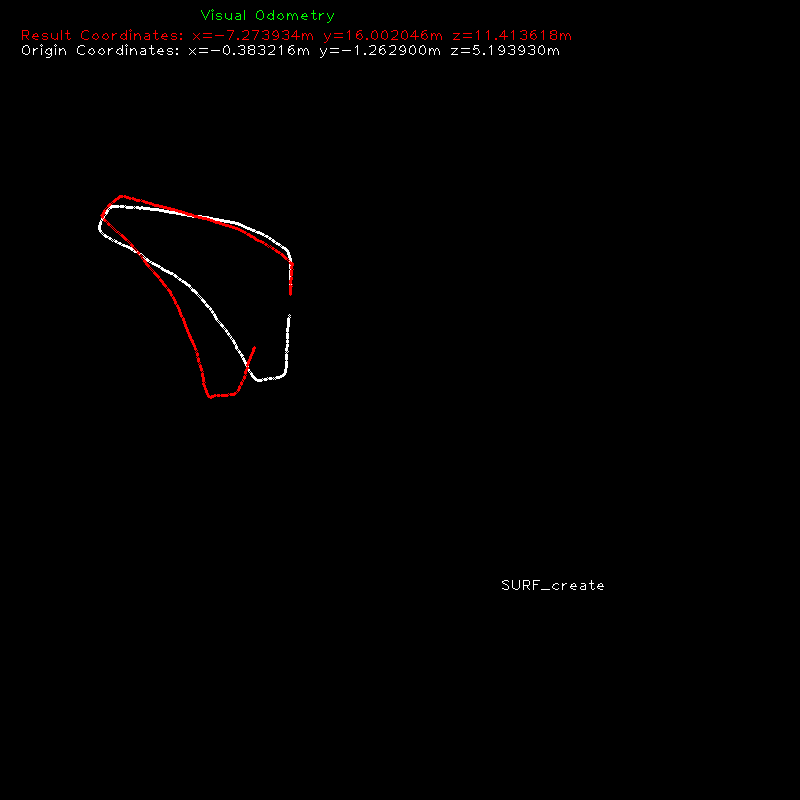 Visual Odometry
Result Coordinates: x=-7.273934m y=16.002046m z=11.413618m
Origin Coordinates: x=-0.383216m y=-1.262900m z=5.193930m
SURF_create